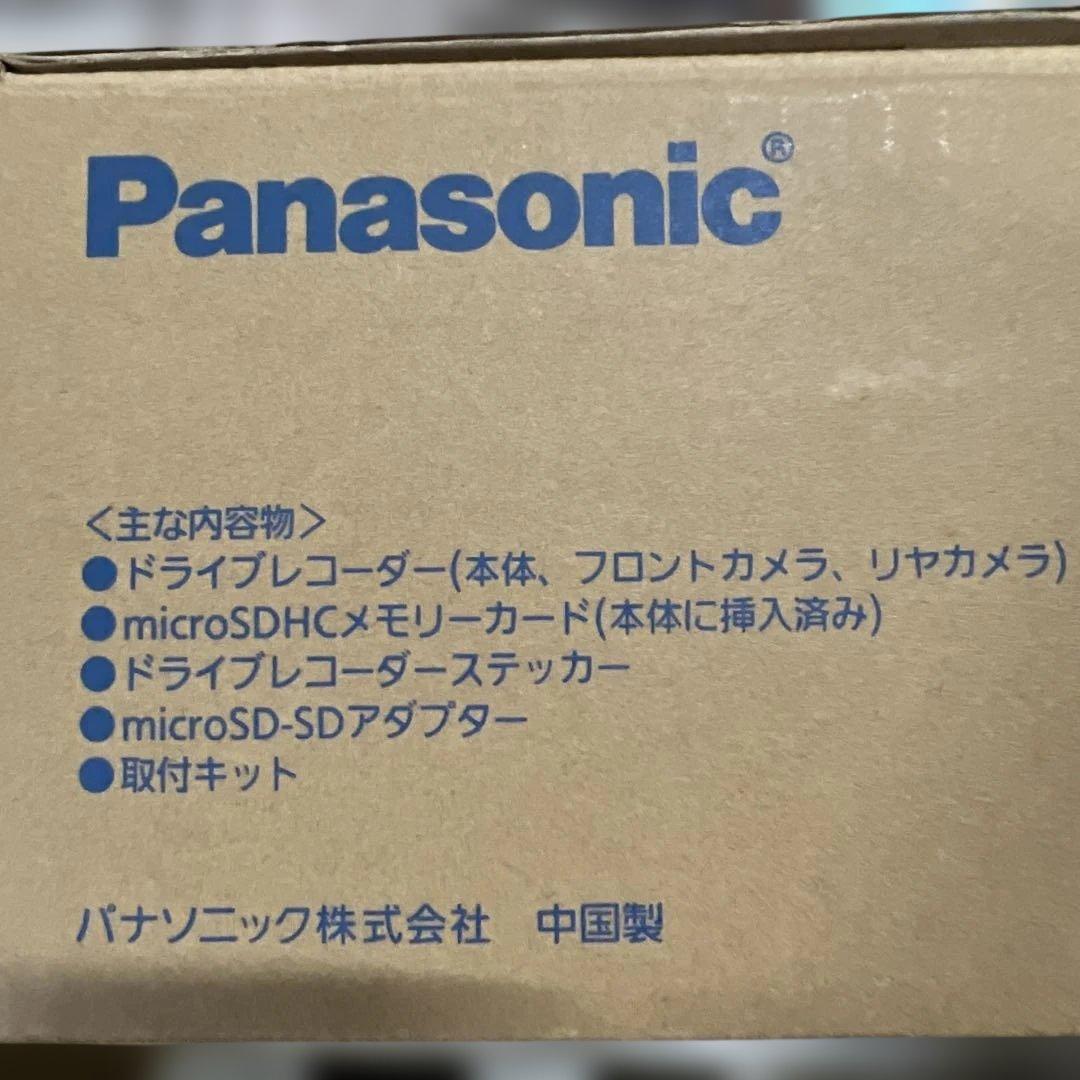 Panasonic®
＜主な内容物＞
●ドライブレコーダー(本体、フロントカメラ、リヤカメラ)
●microSDHCメモリーカード(本体に挿入済み)
●ドライブレコーダーステッカー
●microSD-SDアダプター
●取付キット
パナソニック株式会社　中国製